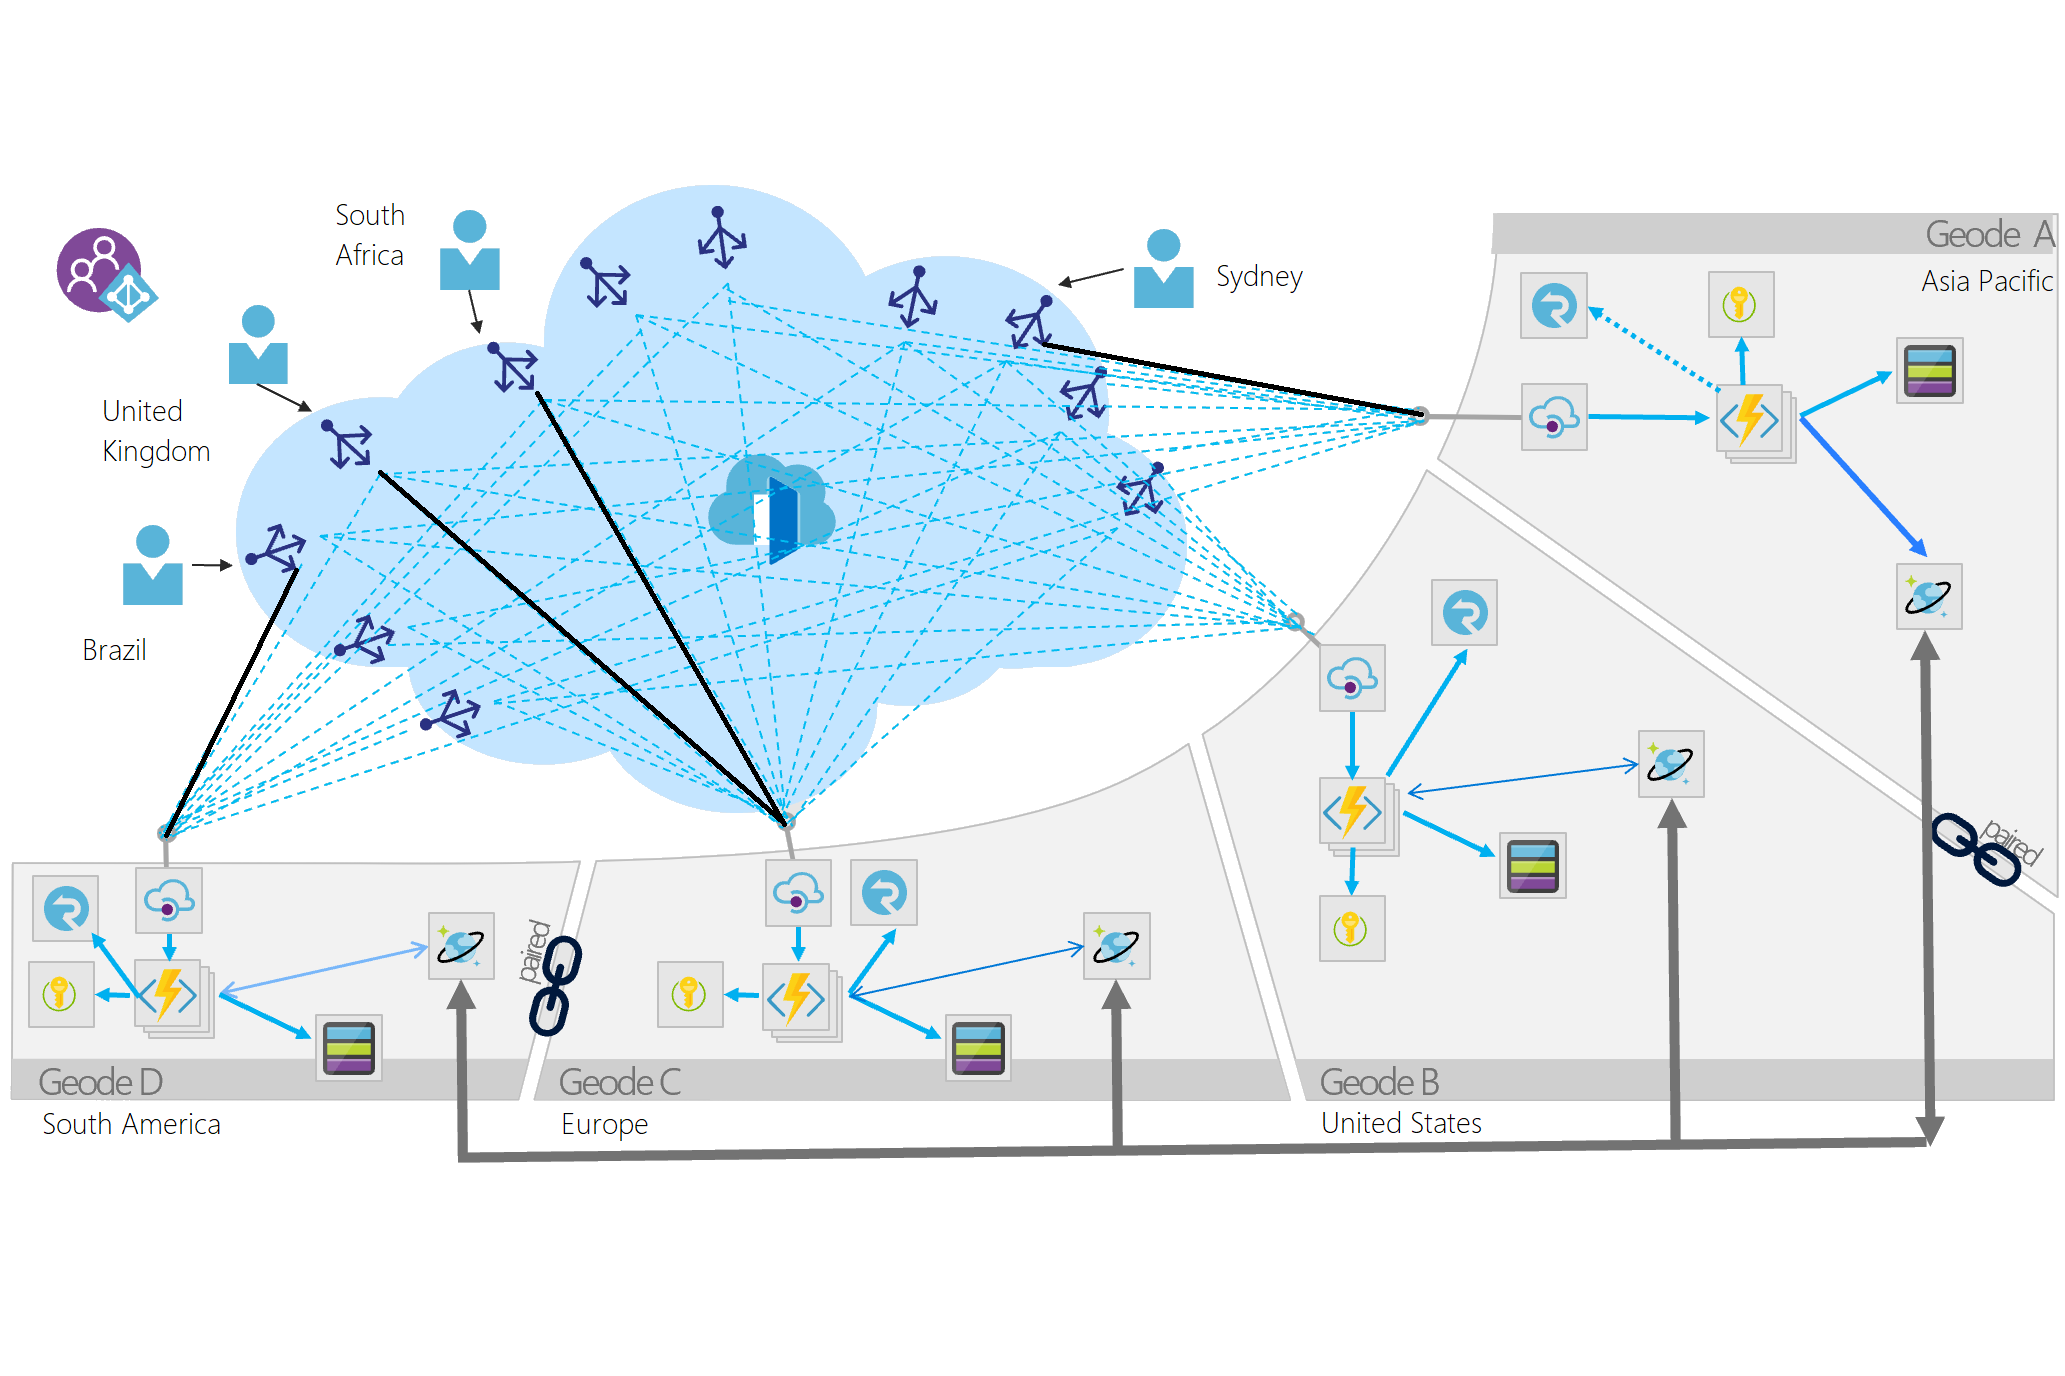 South
Africa
Sydney
Geode A
Asia Pacific
United
Kingdom
Brazil
paired
paired
Geode D
South America
Geode C
Europe
Geode B
United States